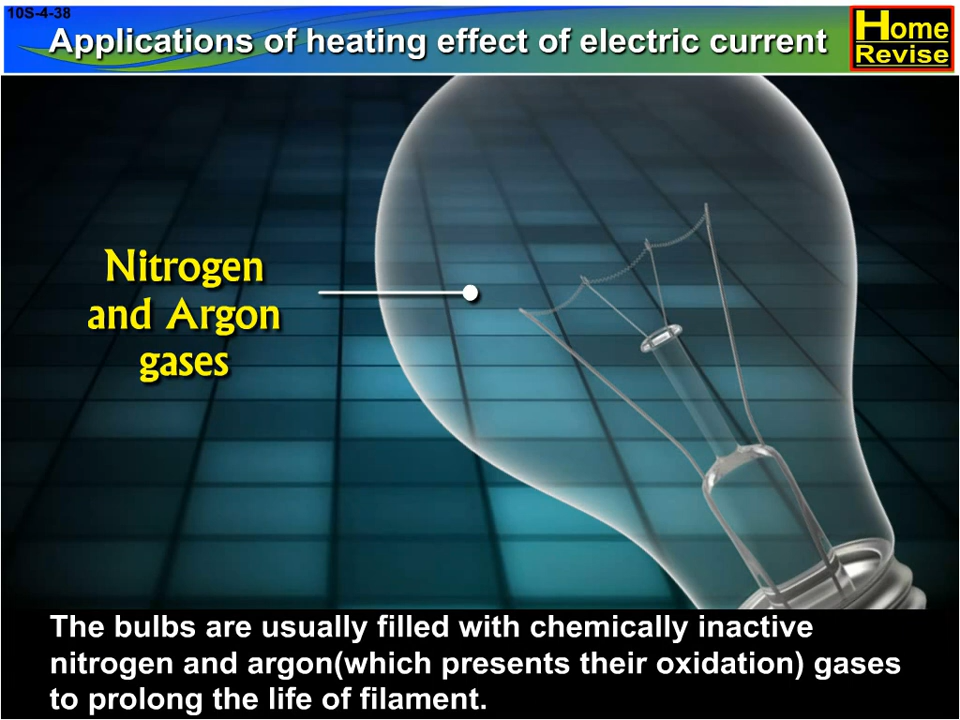 10S-4-38
Applications of heating effect of electric current
Home
Revise
Nitrogen
and Argon
gases
The bulbs are usually filled with chemically inactive
nitrogen and argon(which presents their oxidation) gases
to prolong the life of filament.